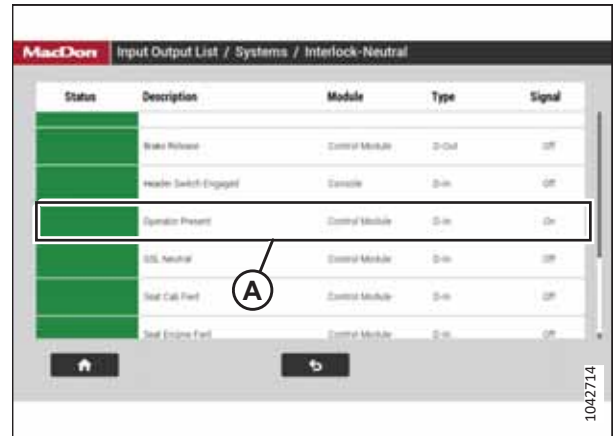 MacDon Input Output List / Systems / Interlock-Neutral
Status Description Module Type Signal
Brake Release Control Module D-Out Off
Header Switch Engaged Console D-In Off
Operator Present Control Module D-In On
GSL Neutral Control Module D-In Off
Seat Cab Fwd Control Module D-In Off
Seat Engine Fwd Control Module D-In Off
A
1042714